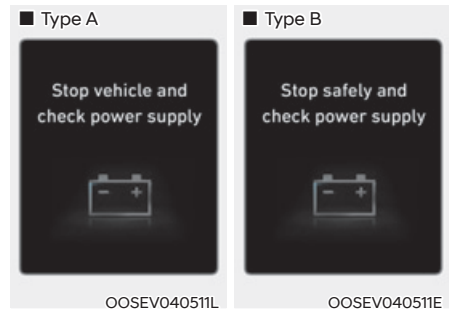 ■ Type A
Stop vehicle and
check power supply
- +
OOSEV040511L
■ Type B
Stop safely and
check power supply
- +
OOSEV040511E